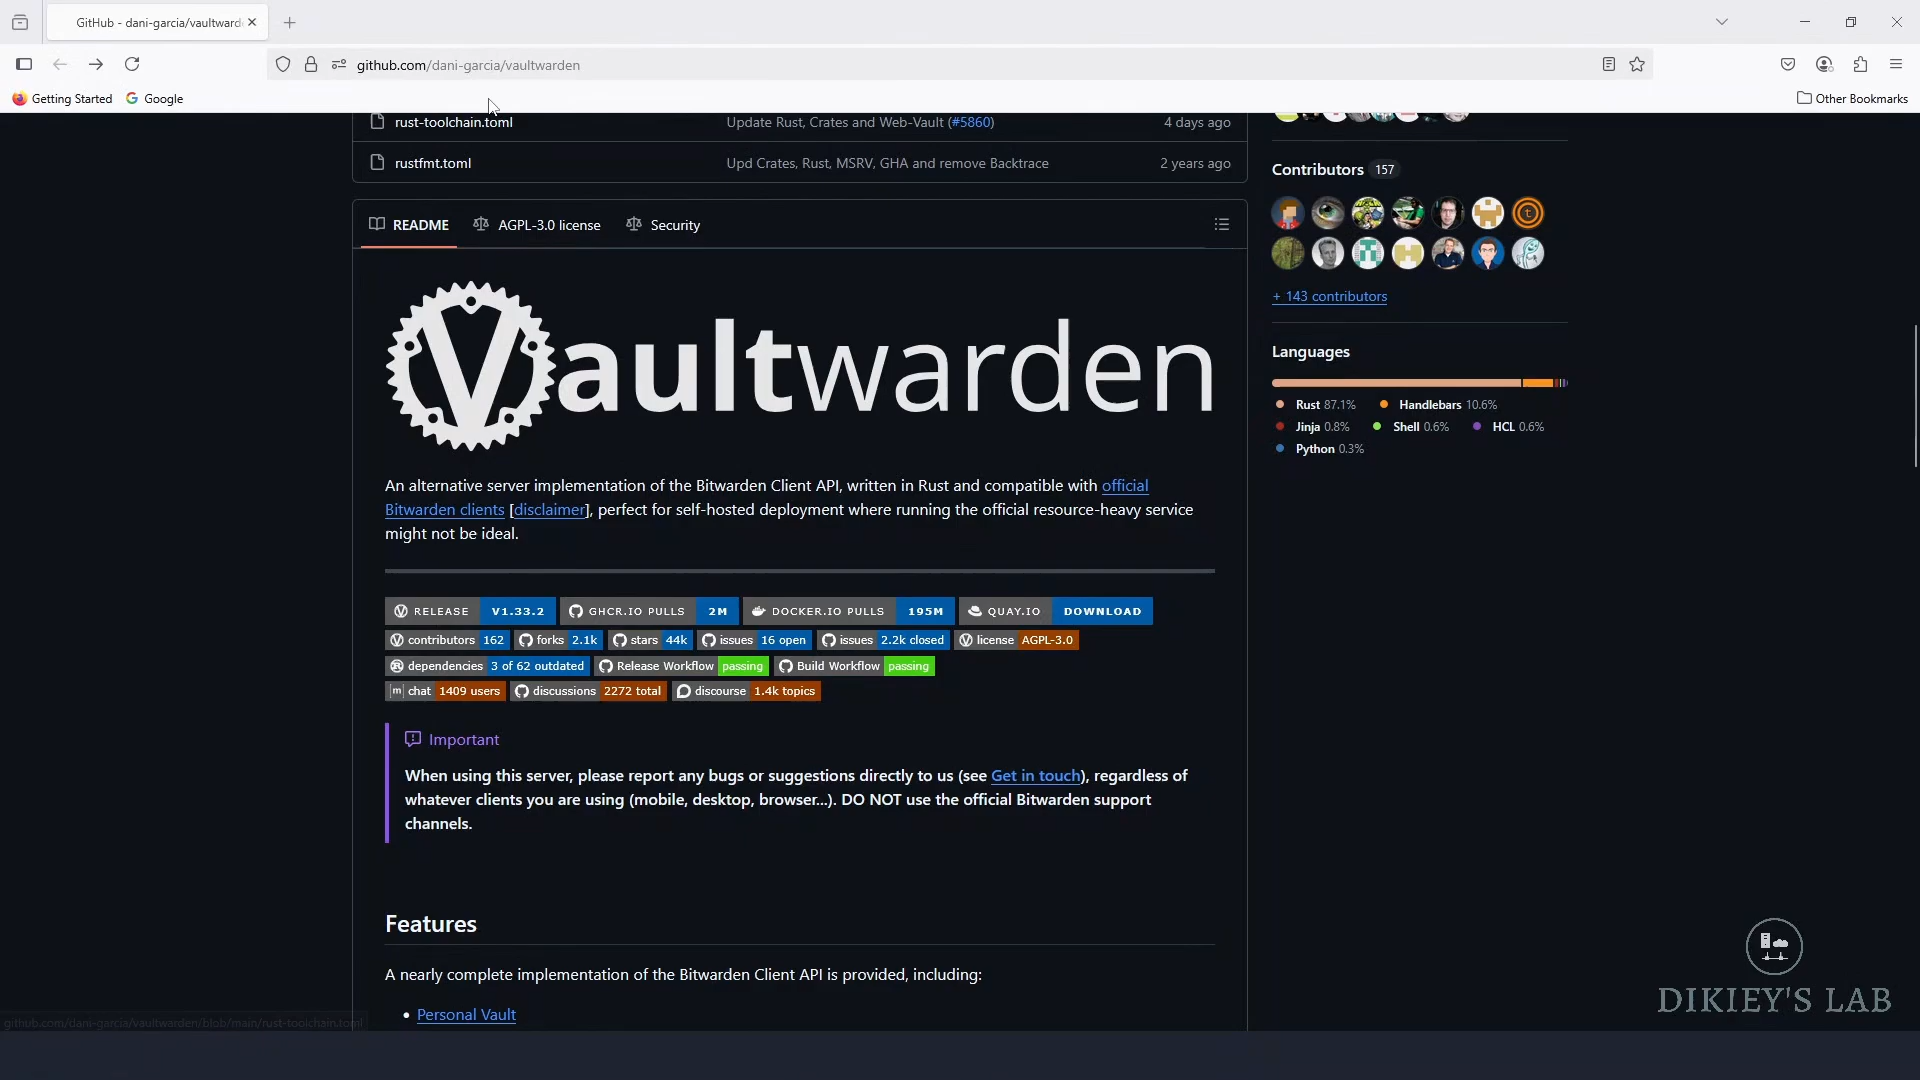 GitHub - dani-garcia/vaultward
github.com/dani-garcia/vaultwarden
Getting Started
Google
Other Bookmarks
rust-toolchain.toml Update Rust, Crates and Web-Vault (#5860) 4 days ago
rustfmt.toml Upd Crates, Rust, MSRV, GHA and remove Backtrace 2 years ago
README AGPL-3.0 license Security
Vaultwarden
An alternative server implementation of the Bitwarden Client API, written in Rust and compatible with official
Bitwarden clients [disclaimer], perfect for self-hosted deployment where running the official resource-heavy service
might not be ideal.
RELEASE V1.33.2 GHCR.IO PULLS 2M DOCKER.IO PULLS 195M QUAY.IO DOWNLOAD
contributors 162 forks 2.1k stars 44k issues 16 open issues 2.2k closed license AGPL-3.0
dependencies 3 of 62 outdated Release Workflow passing Build Workflow passing
chat 1409 users discussions 2272 total discourse 1.4k topics
Important
When using this server, please report any bugs or suggestions directly to us (see Get in touch), regardless of
whatever clients you are using (mobile, desktop, browser...). DO NOT use the official Bitwarden support
channels.
Features
A nearly complete implementation of the Bitwarden Client API is provided, including:
• Personal Vault
Contributors 157
+ 143 contributors
Languages
Rust 87.1% Handlebars 10.6%
Jinja 0.8% Shell 0.6% HCL 0.6%
Python 0.3%
github.com/dani-garcia/vaultwarden/blob/main/rust-toolchain.toml
DIKIEY'S LAB